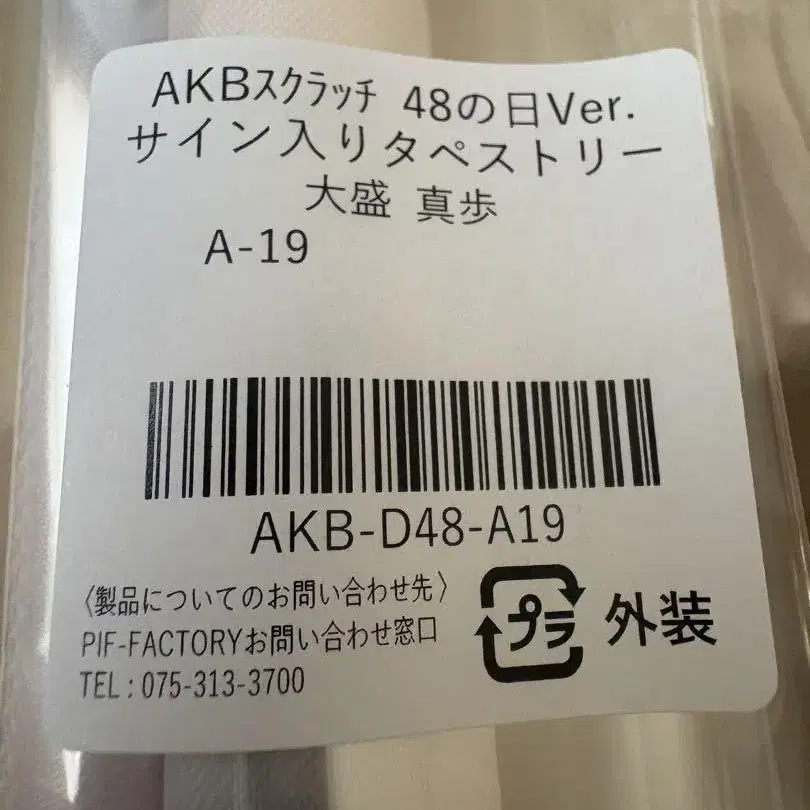 AKBｽｸﾗｯﾁ 48の日Ver.
サイン入りタペストリー
大盛 真歩
A-19
AKB-D48-A19
〈製品についてのお問い合わせ先〉
PIF-FACTORYお問い合わせ窓口
TEL : 075-313-3700
プラ 外装